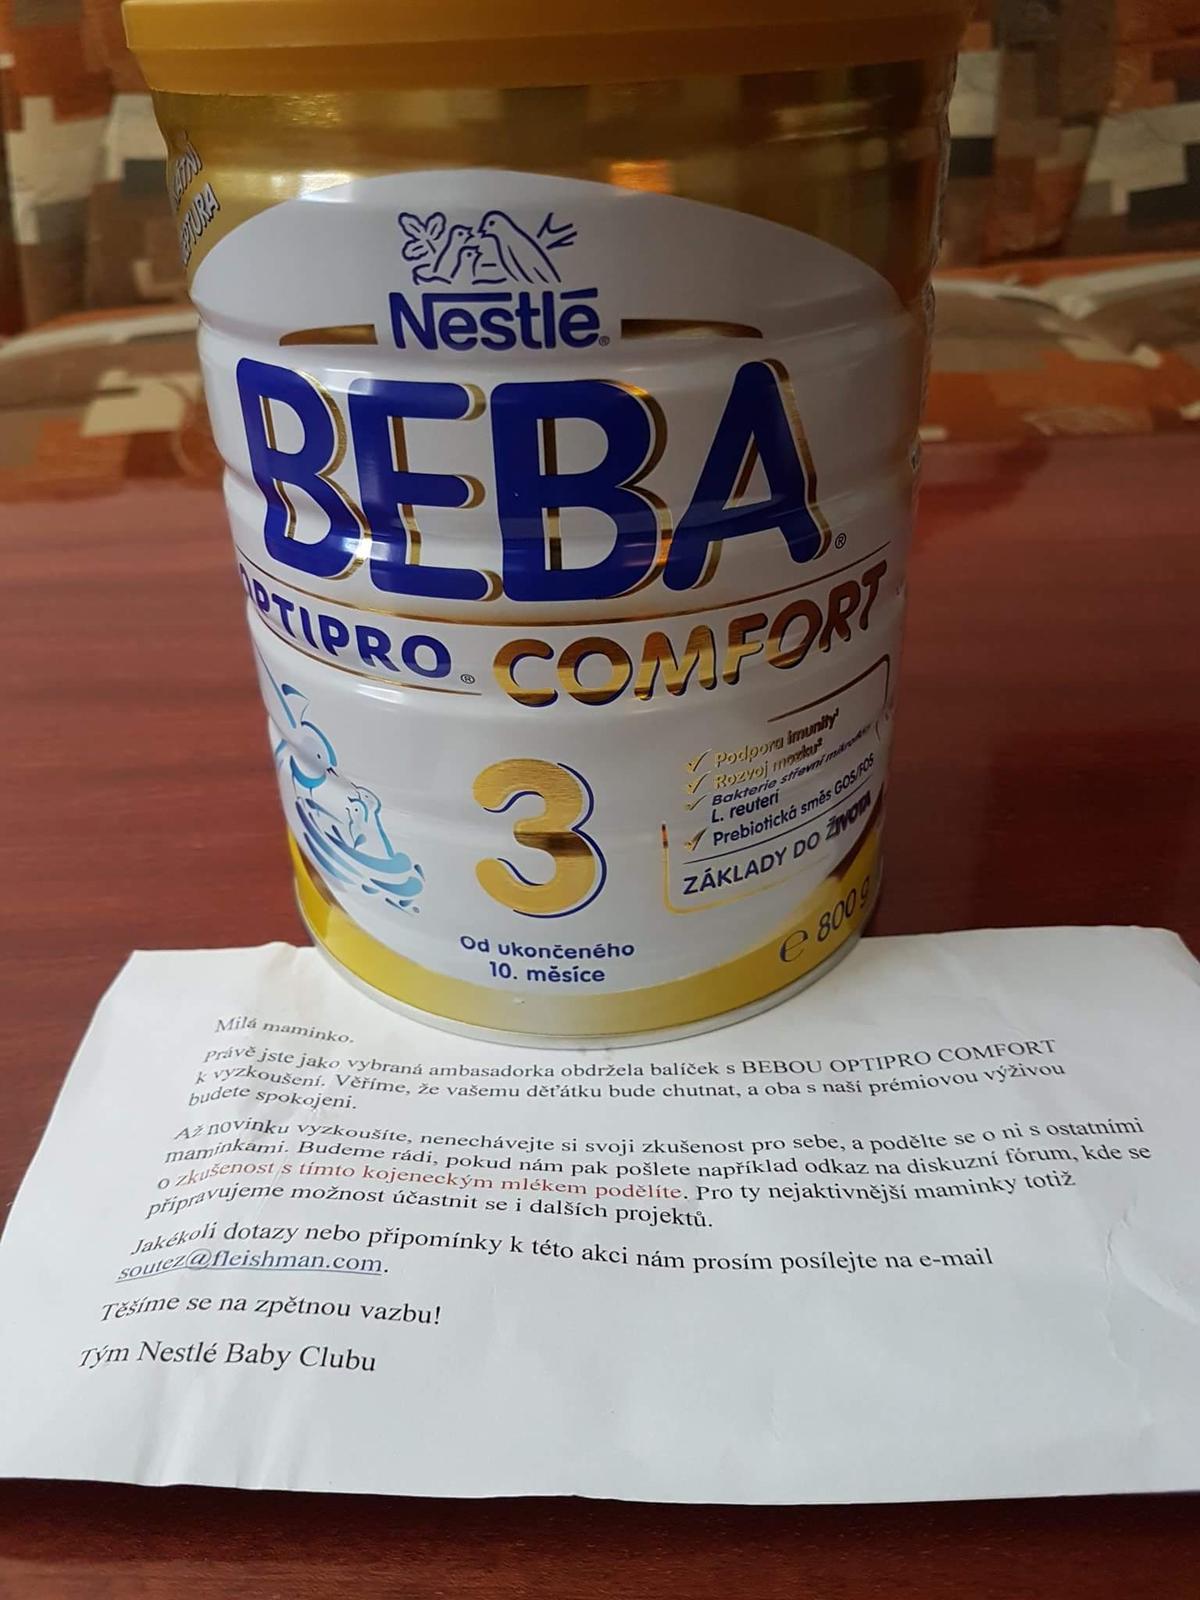 Nestlé®
BEBA®
OPTIPRO® COMFORT
3
Podpora imunity¹
Rozvoj mozku²
Bakterie střevní
L. reuteri
Prebiotická směs GOS/FOS
ZÁKLADY DO ŽIVOTA
Od ukončeného
10. měsíce
e 800 g
Milá maminko.
Právě jste jako vybraná ambasadorka obdržela balíček s BEBOU OPTIPRO COMFORT
k vyzkoušení. Věříme, že vašemu děťátku bude chutnat, a oba s naší prémiovou výživou
budete spokojeni.
Až novinku vyzkoušíte, nenechávejte si svoji zkušenost pro sebe, a podělte se o ni s ostatními
maminkami. Budeme rádi, pokud nám pak pošlete například odkaz na diskuzní fórum, kde se
o zkušenost s tímto kojeneckým mlékem podělíte. Pro ty nejaktivnější maminky totiž
připravujeme možnost účastnit se i dalších projektů.
Jakékoli dotazy nebo připomínky k této akci nám prosím posílejte na e-mail
soutez@fleishman.com.
Těšíme se na zpětnou vazbu!
Tým Nestlé Baby Clubu